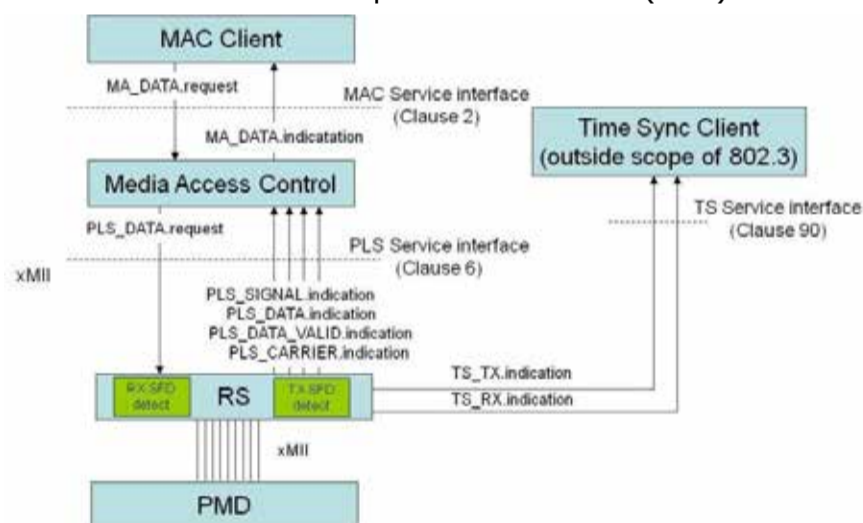 MAC Client
MA_DATA.request
MAC Service interface
(Clause 2)
MA_DATA.indicatation
Time Sync Client
(outside scope of 802.3)
Media Access Control
TS Service interface
(Clause 90)
PLS_DATA.request
PLS Service interface
(Clause 6)
xMII
PLS_SIGNAL.indication
PLS_DATA.indication
PLS_DATA_VALID.indication
PLS_CARRIER.indication
TS_TX.indication
RX SFD
detect
RS
TX SFD
detect
TS_RX.indication
xMII
PMD